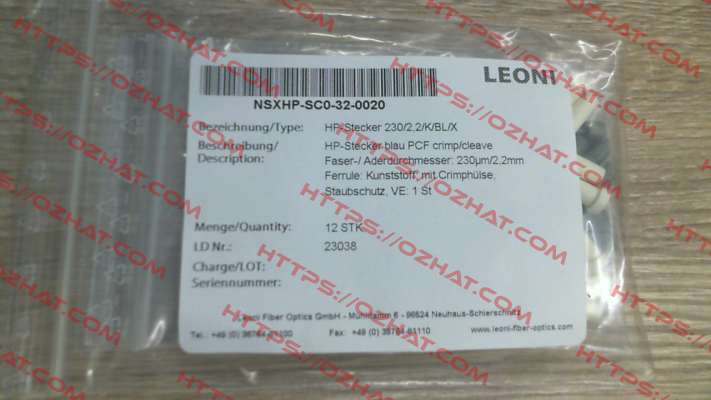 LEONI
NSXHP-SC0-32-0020
Bezeichnung/Type: HP-Stecker 230/2,2/K/BL/X
Beschreibung/ HP-Stecker blau PCF crimp/cleave
Description: Faser-/ Aderdurchmesser: 230µm/2,2mm
Ferrule: Kunststoff, mit Crimphülse,
Staubschutz, VE: 1 St
Menge/Quantity: 12 STK
LD Nr.: 23038
Charge/LOT:
Seriennummer:
Leoni Fiber Optics GmbH - Mühldamm 6 - 96524 Neuhaus-Schierschnitz
Tel.: +49 (0) 36764-81100 Fax: +49 (0) 36764-81110 www.leoni-fiber-optics.com
HTTPS://OZHAT.COM